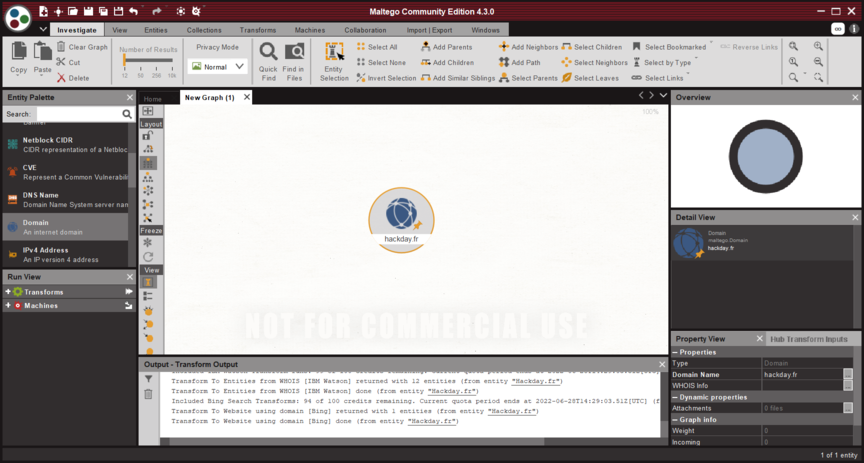 Maltego Community Edition 4.3.0
Investigate View Entities Collections Transforms Machines Collaboration Import | Export Windows
Copy Paste Clear Graph Cut Delete
Number of Results
12 50 256 10k
Privacy Mode
Normal
Quick Find
Find in Files
Entity Selection
Select All
Select None
Invert Selection
Add Parents
Add Children
Add Similar Siblings
Add Neighbors
Add Path
Select Parents
Select Children
Select Neighbors
Select Leaves
Select Bookmarked
Select by Type
Select Links
Reverse Links
Entity Palette
Search:
Netblock CIDR
CIDR representation of a Netbloc
CVE
Represent a Common Vulnerabili
DNS Name
Domain Name System server nam
Domain
An internet domain
IPv4 Address
An IP version 4 address
Run View
Transforms
Machines
Home New Graph (1)
Layout
Freeze
View
100%
hackday.fr
NOT FOR COMMERCIAL USE
Output - Transform Output
Transform To Entities from WHOIS [IBM Watson] returned with 12 entities (from entity "Hackday.fr")
Transform To Entities from WHOIS [IBM Watson] done (from entity "Hackday.fr")
Included Bing Search Transforms: 94 of 100 credits remaining. Current quota period ends at 2022-06-28T14:29:03.512[UTC] (f
Transform To Website using domain [Bing] returned with 1 entities (from entity "Hackday.fr")
Transform To Website using domain [Bing] done (from entity "Hackday.fr")
Overview
Detail View
Domain
maltego.Domain
hackday.fr
Property View Hub Transform Inputs
Properties
Type Domain
Domain Name hackday.fr
WHOIS Info
Dynamic properties
Attachments 0 files
Graph info
Weight 0
Incoming 0
1 of 1 entity